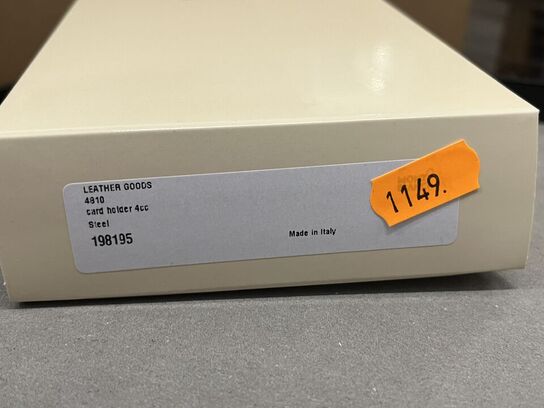 LEATHER GOODS
4810
card holder 4cc
Steel
198195
Made in Italy
1149.